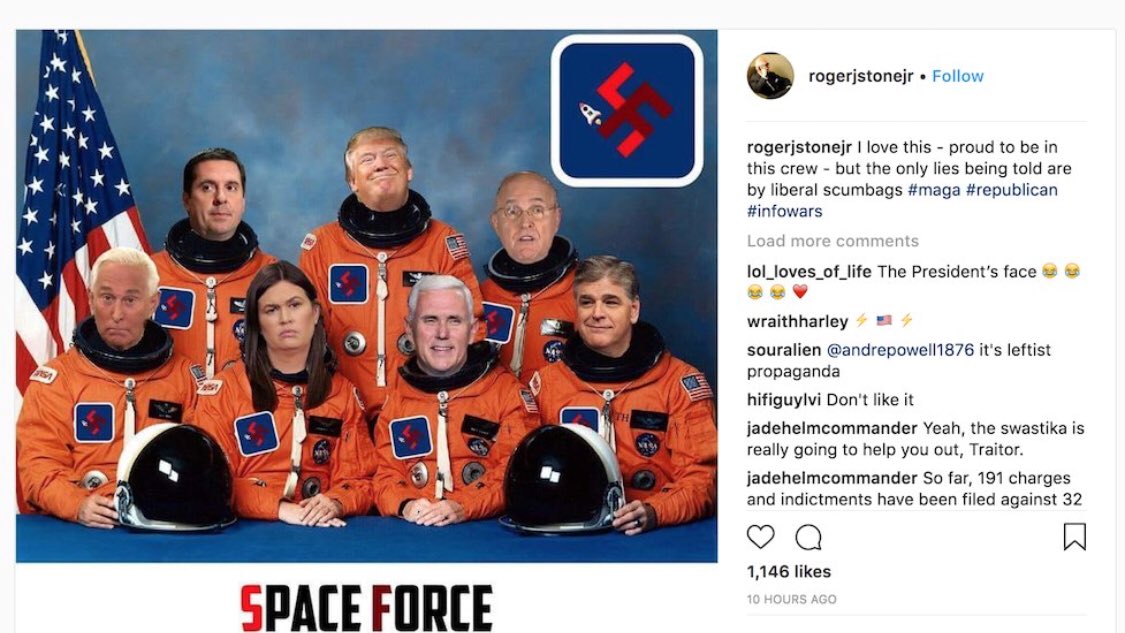 rogerjstonejr • Follow
rogerjstonejr I love this - proud to be in
this crew - but the only lies being told are
by liberal scumbags #maga #republican
#infowars
Load more comments
lol_loves_of_life The President's face 😂 😂
😂 😂 ❤️
wraithharley ⚡ 🇺🇸 ⚡
souralien @andrepowell1876 it's leftist
propaganda
hifiguylvi Don't like it
jadehelmcommander Yeah, the swastika is
really going to help you out, Traitor.
jadehelmcommander So far, 191 charges
and indictments have been filed against 32
1,146 likes
10 HOURS AGO
SPACE FORCE
NASA
NASA